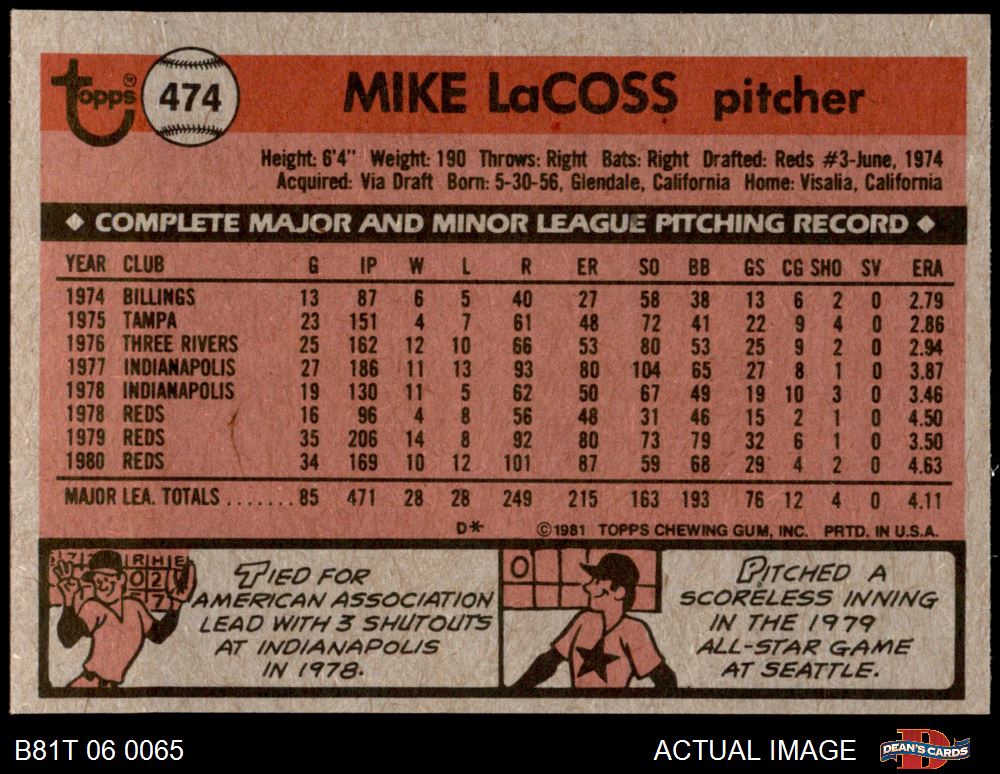 topps ® 474 MIKE LaCOSS pitcher
Height: 6'4" Weight: 190 Throws: Right Bats: Right Drafted: Reds #3-June, 1974
Acquired: Via Draft Born: 5-30-56, Glendale, California Home: Visalia, California
◆ COMPLETE MAJOR AND MINOR LEAGUE PITCHING RECORD ◆
YEAR CLUB G IP W L R ER SO BB GS CG SHO SV ERA
1974 BILLINGS 13 87 6 5 40 27 58 38 13 6 2 0 2.79
1975 TAMPA 23 151 4 7 61 48 72 41 22 9 4 0 2.86
1976 THREE RIVERS 25 162 12 10 66 53 80 53 25 9 2 0 2.94
1977 INDIANAPOLIS 27 186 11 13 93 80 104 65 27 8 1 0 3.87
1978 INDIANAPOLIS 19 130 11 5 62 50 67 49 19 10 3 0 3.46
1978 REDS 16 96 4 8 56 48 31 46 15 2 1 0 4.50
1979 REDS 35 206 14 8 92 80 73 79 32 6 1 0 3.50
1980 REDS 34 169 10 12 101 87 59 68 29 4 2 0 4.63
MAJOR LEA. TOTALS ....... 85 471 28 28 249 215 163 193 76 12 4 0 4.11
D* ©1981 TOPPS CHEWING GUM, INC. PRTD. IN U.S.A.
RHE
02
7
TIED FOR
AMERICAN ASSOCIATION
LEAD WITH 3 SHUTOUTS
AT INDIANAPOLIS
IN 1978.
0
PITCHED A
SCORELESS INNING
IN THE 1979
ALL-STAR GAME
AT SEATTLE.
B81T 06 0065 ACTUAL IMAGE DEAN'S CARDS